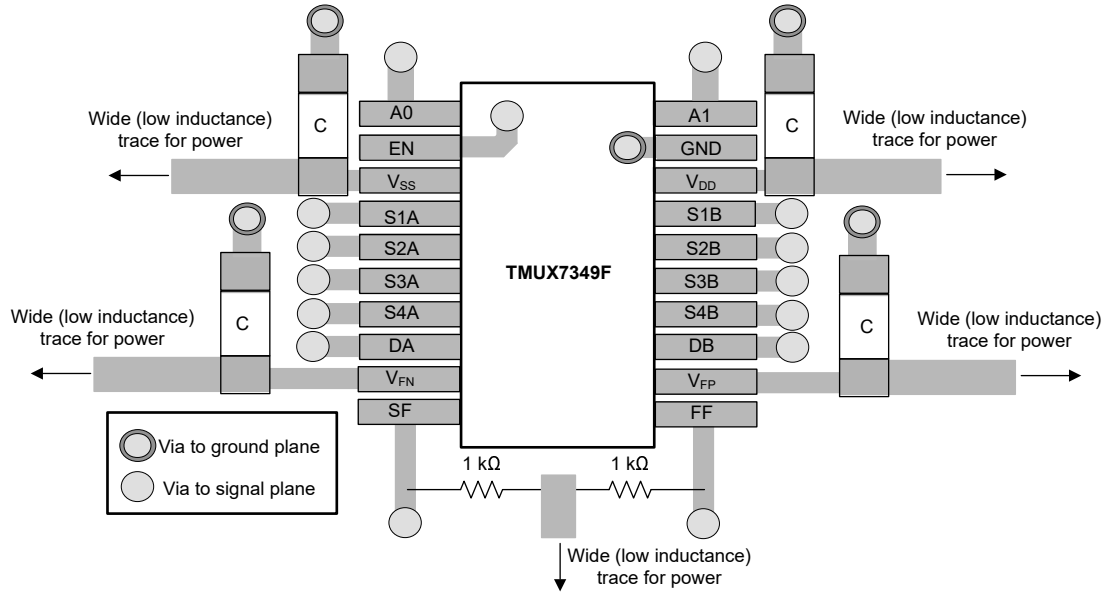 Wide (low inductance)
trace for power
C
A0
EN
VSS
S1A
S2A
S3A
S4A
DA
VFN
SF
TMUX7349F
A1
GND
VDD
S1B
S2B
S3B
S4B
DB
VFP
FF
C
Wide (low inductance)
trace for power
Wide (low inductance)
trace for power
C
C
Wide (low inductance)
trace for power
Via to ground plane
Via to signal plane
1 kΩ
1 kΩ
Wide (low inductance)
trace for power